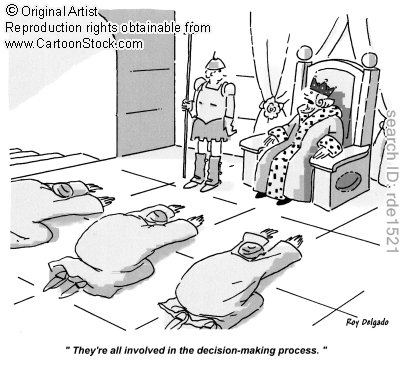 © Original Artist
Reproduction rights obtainable from
www.CartoonStock.com
search ID: rde1521
Roy Delgado
" They're all involved in the decision-making process. "